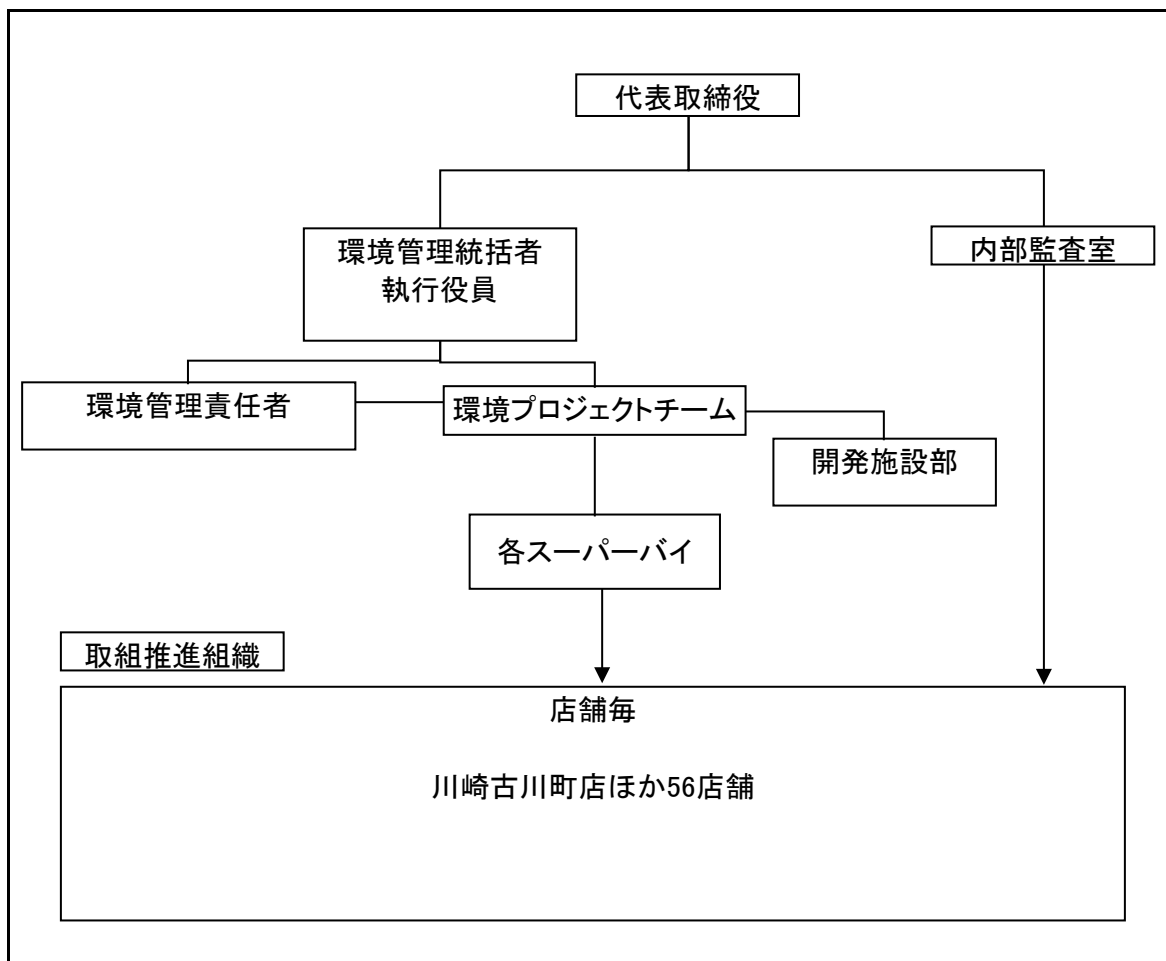 代表取締役
環境管理統括者
執行役員
内部監査室
環境管理責任者
環境プロジェクトチーム
開発施設部
各スーパーバイ
取組推進組織
店舗毎
川崎古川町店ほか56店舗